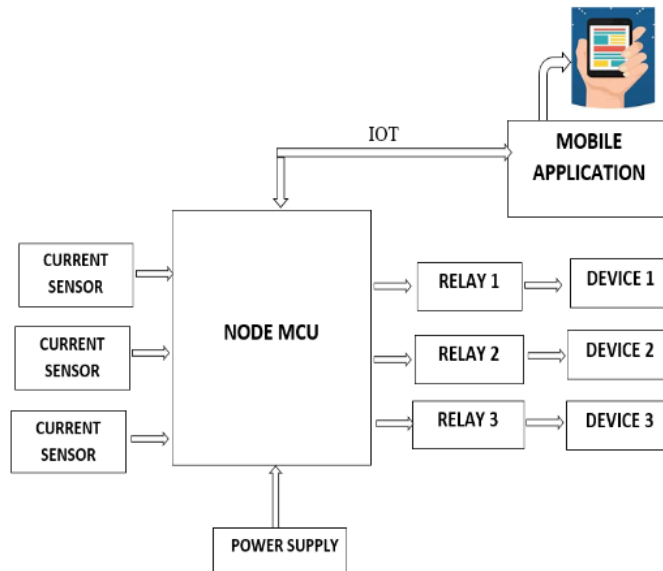 IOT
MOBILE
APPLICATION
CURRENT
SENSOR
CURRENT
SENSOR
CURRENT
SENSOR
NODE MCU
RELAY 1
DEVICE 1
RELAY 2
DEVICE 2
RELAY 3
DEVICE 3
POWER SUPPLY